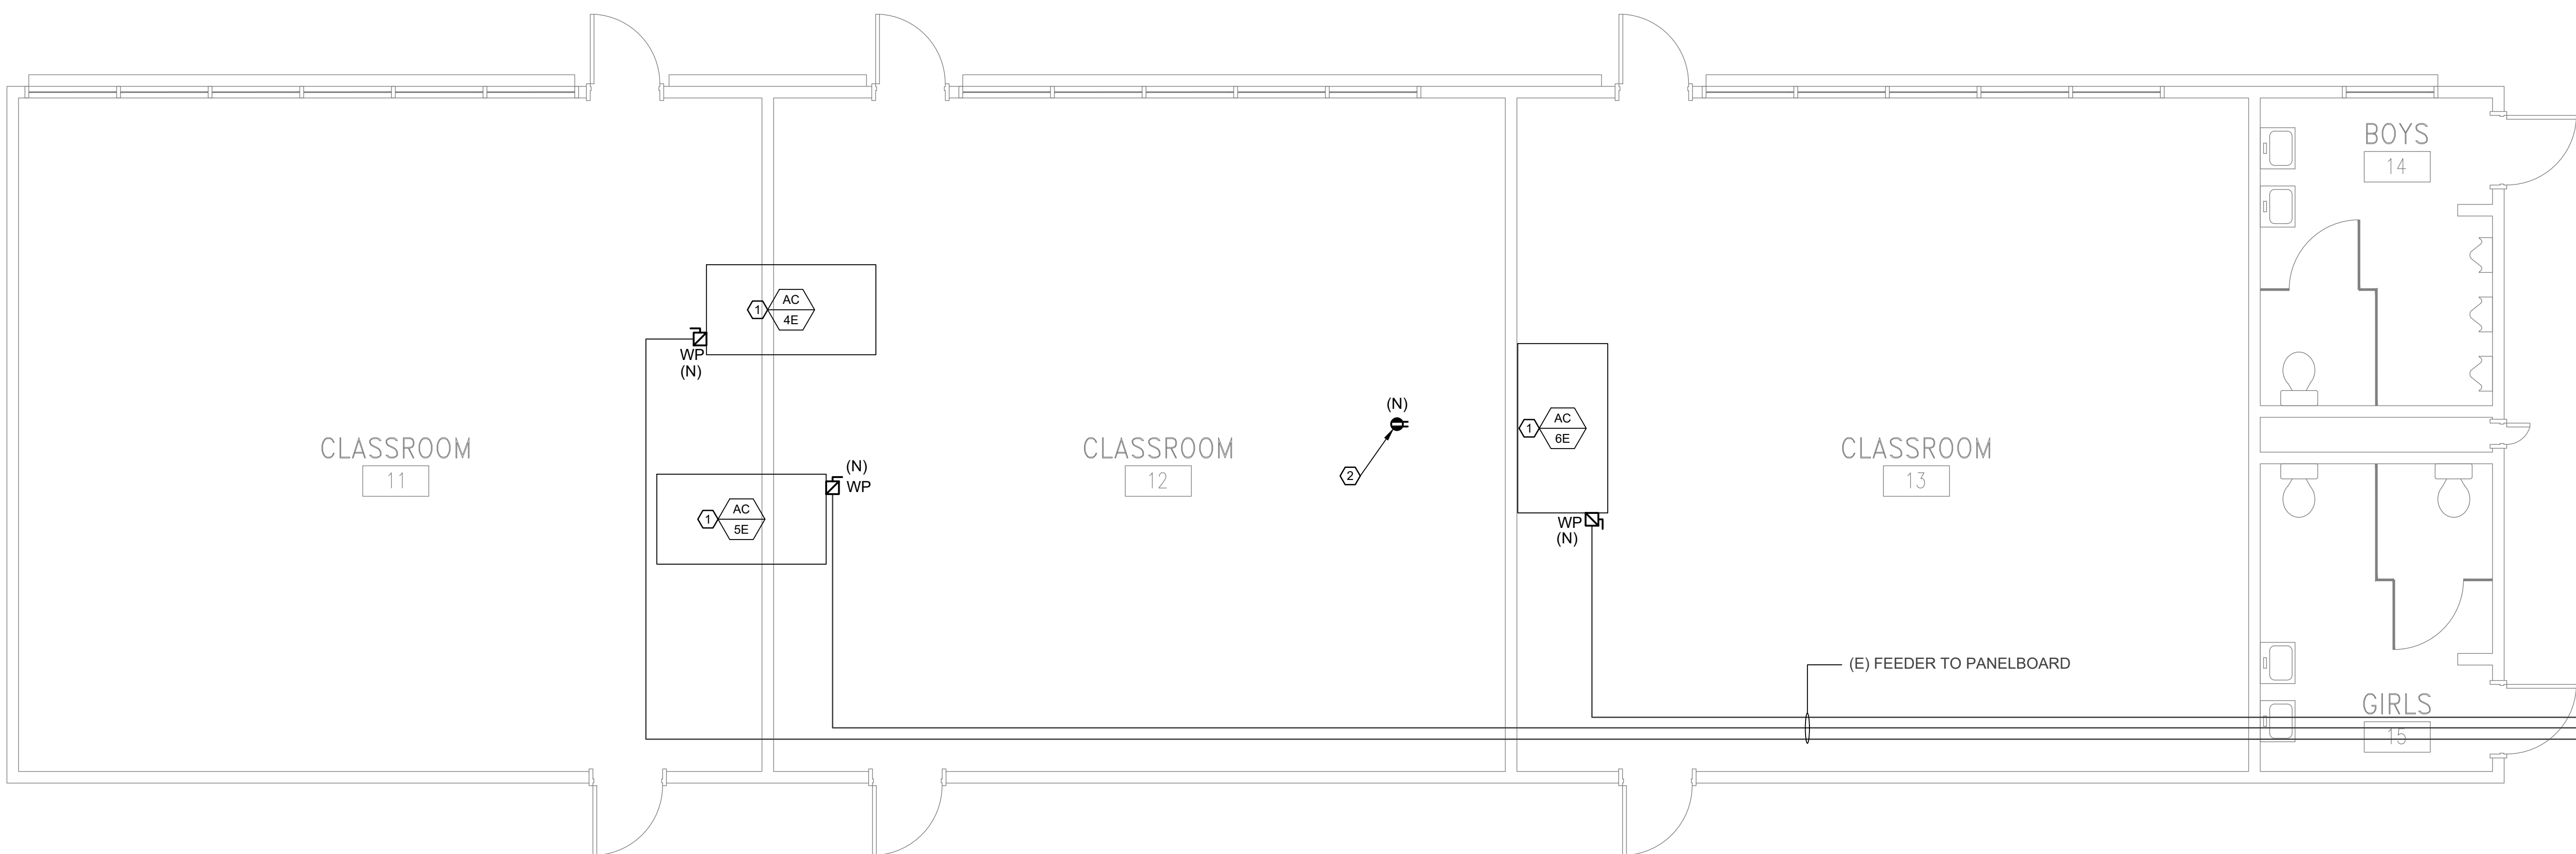 BOYS
14
1
AC
4E
WP
(N)
(N)
WP
1
AC
5E
CLASSROOM
11
CLASSROOM
12
(N)
2
1
AC
6E
WP
(N)
CLASSROOM
13
(E) FEEDER TO PANELBOARD
GIRLS
15